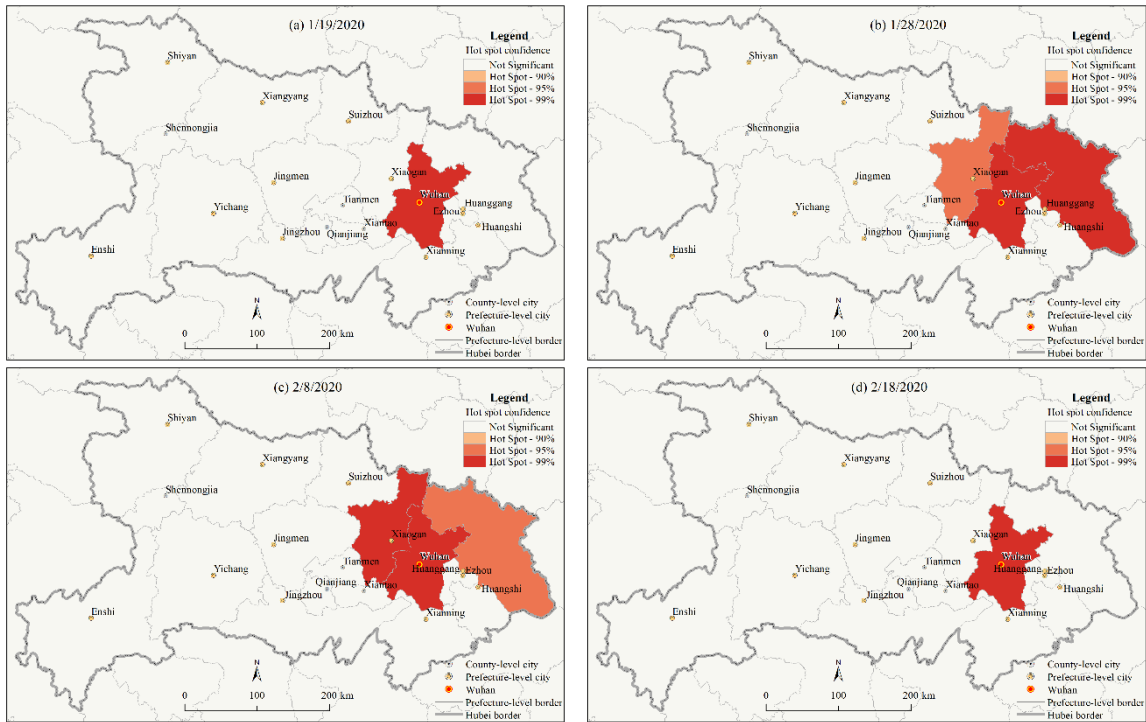 (a) 1/19/2020
Legend
Hot spot confidence
Not Significant
Hot Spot - 90%
Hot Spot - 95%
Hot Spot - 99%
Shiyan
Xiangyang
Suizhou
Shennongjia
Jingmen
Xiaogan
Wuhan
Tianmen
Yichang
Ezhou
Huanggang
Xiantao
Huangshi
Jingzhou
Qianjiang
Enshi
Xianning
N
0
100
200 km
County-level city
Prefecture-level city
Wuhan
Prefecture-level border
Hubei border
(b) 1/28/2020
Legend
Hot spot confidence
Not Significant
Hot Spot - 90%
Hot Spot - 95%
Hot Spot - 99%
Shiyan
Xiangyang
Suizhou
Shennongjia
Jingmen
Xiaogan
Wuhan
Tianmen
Yichang
Ezhou
Huanggang
Xiantao
Huangshi
Jingzhou
Qianjiang
Enshi
Xianning
N
0
100
200 km
County-level city
Prefecture-level city
Wuhan
Prefecture-level border
Hubei border
(c) 2/8/2020
Legend
Hot spot confidence
Not Significant
Hot Spot - 90%
Hot Spot - 95%
Hot Spot - 99%
Shiyan
Xiangyang
Suizhou
Shennongjia
Jingmen
Xiaogan
Wuhan
Tianmen
Huanggang
Ezhou
Yichang
Qianjiang
Xiantao
Huangshi
Jingzhou
Enshi
Xianning
N
0
100
200 km
County-level city
Prefecture-level city
Wuhan
Prefecture-level border
Hubei border
(d) 2/18/2020
Legend
Hot spot confidence
Not Significant
Hot Spot - 90%
Hot Spot - 95%
Hot Spot - 99%
Shiyan
Xiangyang
Suizhou
Shennongjia
Jingmen
Xiaogan
Wuhan
Tianmen
Huanggang
Ezhou
Yichang
Qianjiang
Xiantao
Huangshi
Jingzhou
Enshi
Xianning
N
0
100
200 km
County-level city
Prefecture-level city
Wuhan
Prefecture-level border
Hubei border